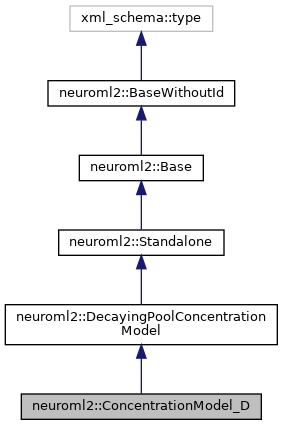 xml_schema::type
neuroml2::BaseWithoutId
neuroml2::Base
neuroml2::Standalone
neuroml2::DecayingPoolConcentration
Model
neuroml2::ConcentrationModel_D